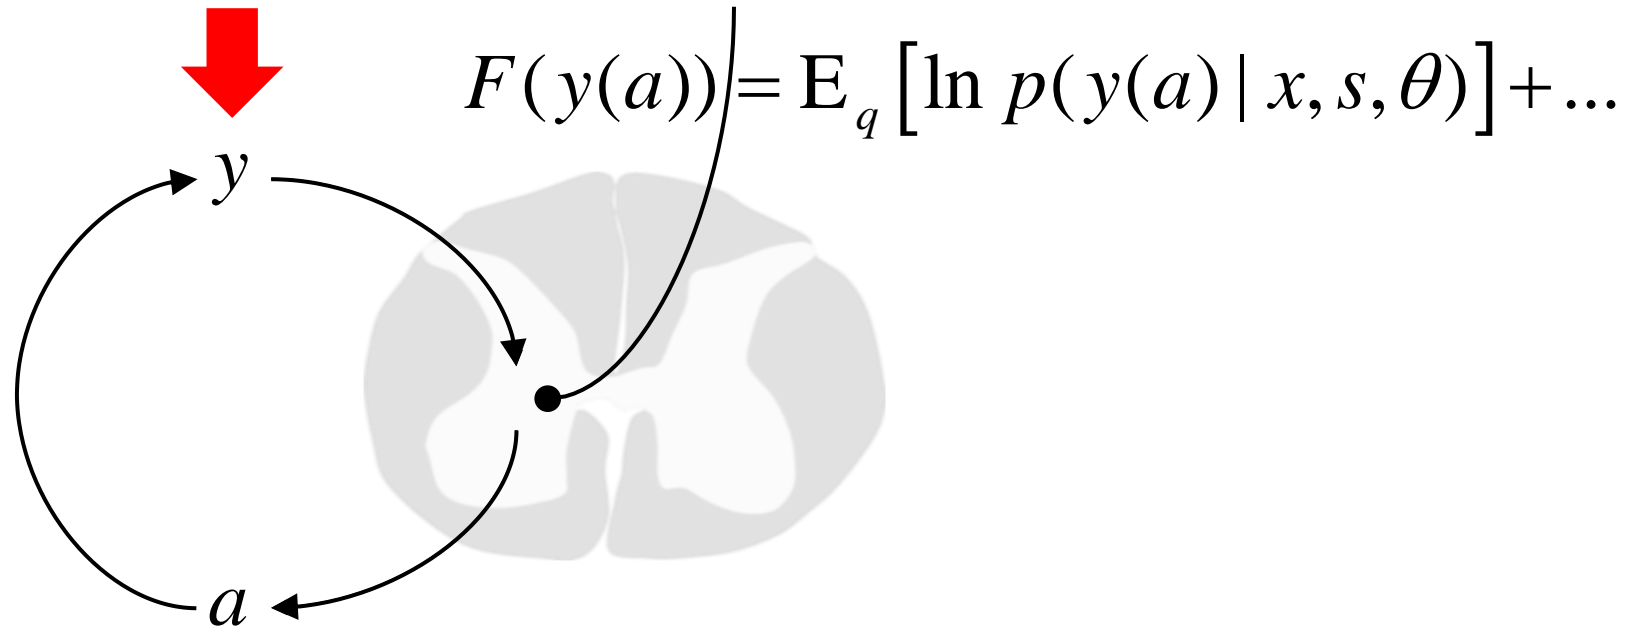 F(y(a)) = E_q [ln p(y(a) | x, s, θ)] + ...
y
a